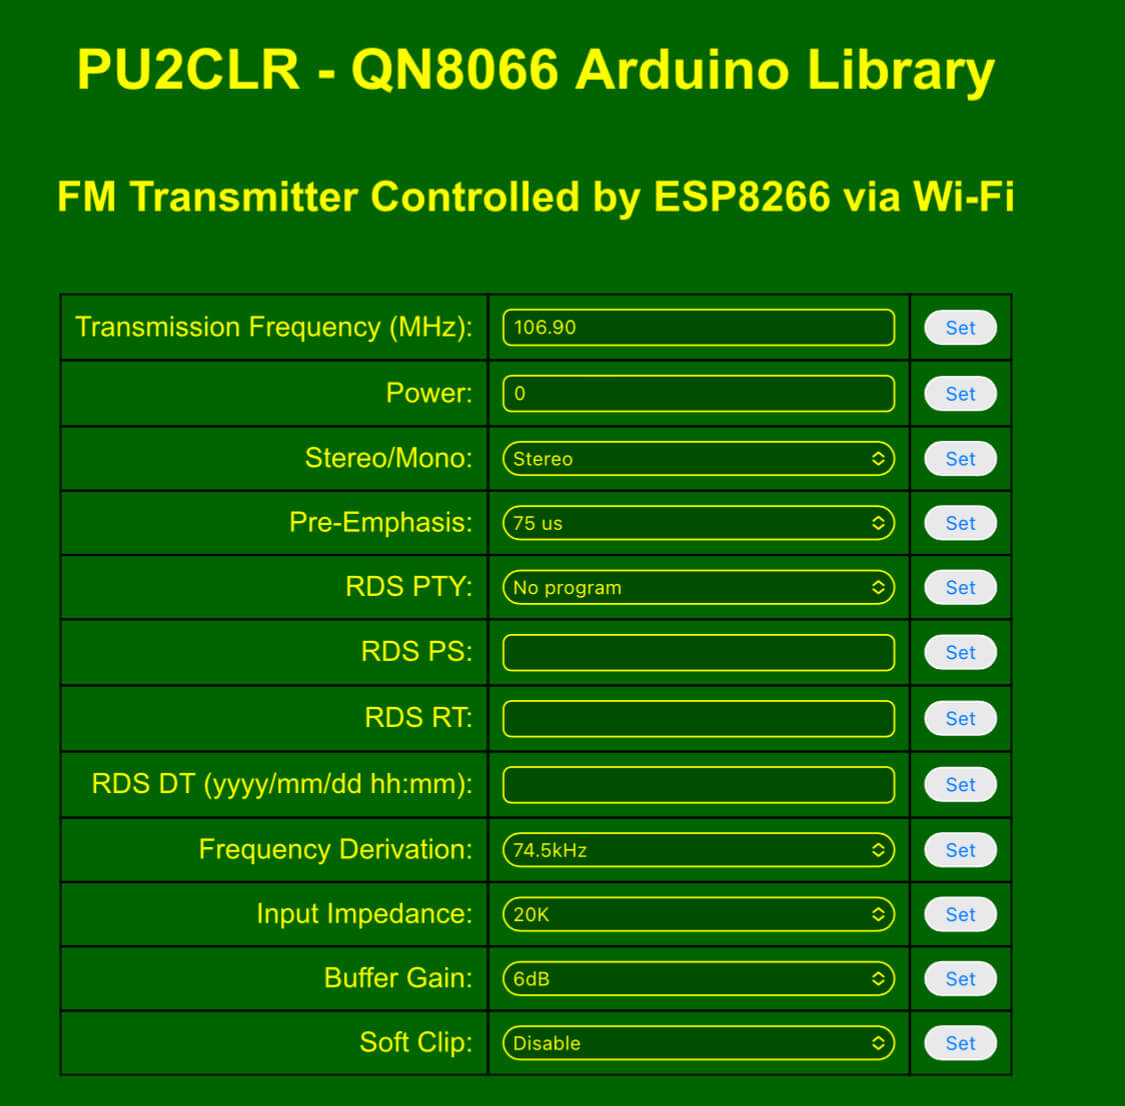 PU2CLR - QN8066 Arduino Library
FM Transmitter Controlled by ESP8266 via Wi-Fi
Transmission Frequency (MHz): 106.90 Set
Power: 0 Set
Stereo/Mono: Stereo Set
Pre-Emphasis: 75 us Set
RDS PTY: No program Set
RDS PS: Set
RDS RT: Set
RDS DT (yyyy/mm/dd hh:mm): Set
Frequency Derivation: 74.5kHz Set
Input Impedance: 20K Set
Buffer Gain: 6dB Set
Soft Clip: Disable Set